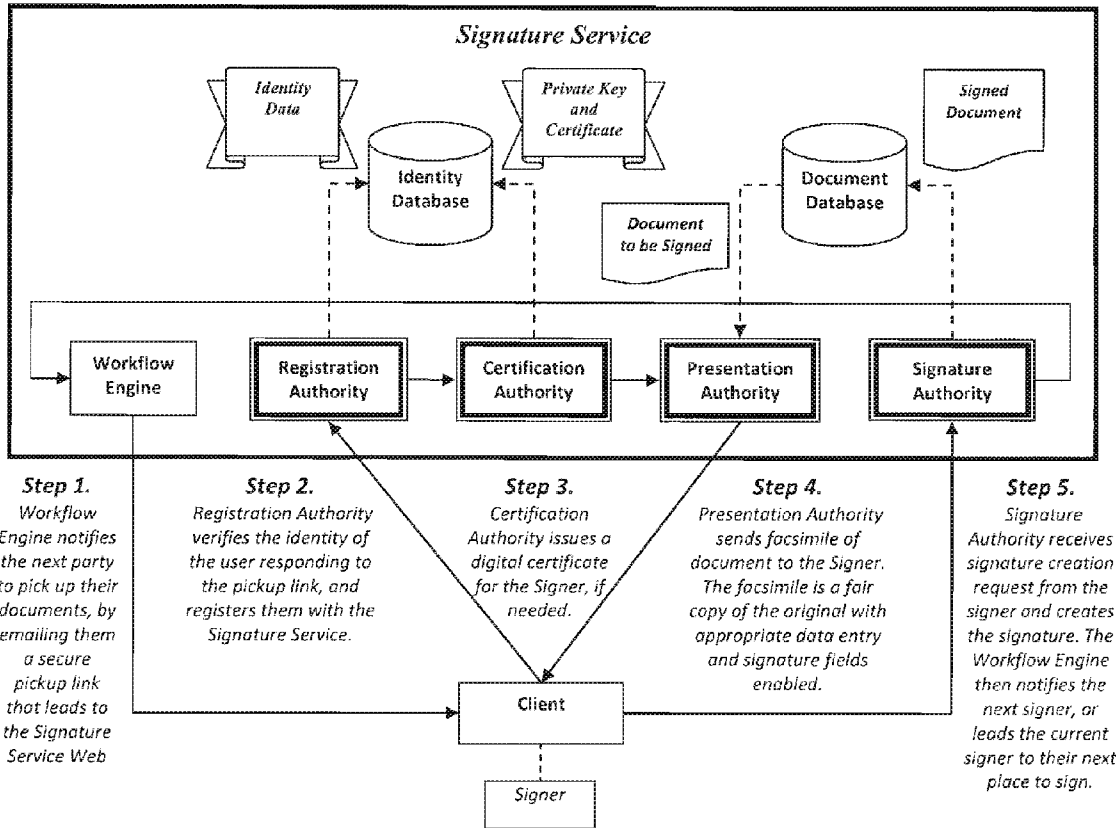 Signature Service
Identity
Data
Private Key
and
Certificate
Signed
Document
Identity
Database
Document
Database
Document
to be Signed
Workflow
Engine
Registration
Authority
Certification
Authority
Presentation
Authority
Signature
Authority
Step 1.
Workflow
Engine notifies
the next party
to pick up their
documents, by
emailing them
a secure
pickup link
that leads to
the Signature
Service Web
Step 2.
Registration Authority
verifies the identity of
the user responding to
the pickup link, and
registers them with the
Signature Service.
Step 3.
Certification
Authority issues a
digital certificate
for the Signer, if
needed.
Step 4.
Presentation Authority
sends facsimile of
document to the Signer.
The facsimile is a fair
copy of the original with
appropriate data entry
and signature fields
enabled.
Step 5.
Signature
Authority receives
signature creation
request from the
signer and creates
the signature. The
Workflow Engine
then notifies the
next signer, or
leads the current
signer to their next
place to sign.
Client
Signer